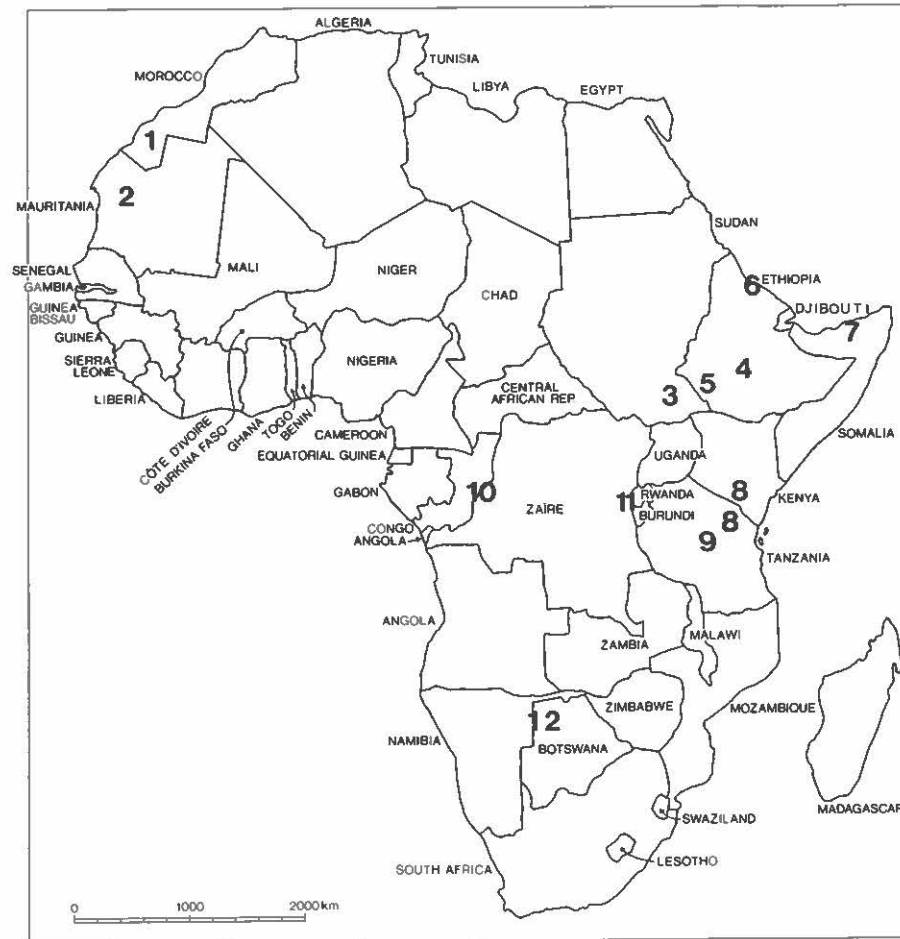 ALGERIA
TUNISIA
MOROCCO
LIBYA
EGYPT
1
2
MAURITANIA
SUDAN
SENEGAL
GAMBIA
MALI
NIGER
CHAD
6
ETHIOPIA
DJIBOUTI
7
GUINEA
BISSAU
GUINEA
SIERRA
LEONE
LIBERIA
NIGERIA
4
5
3
CENTRAL
AFRICAN REP
CÔTE D'IVOIRE
BURKINA FASO
GHANA
TOGO
BENIN
CAMEROON
EQUATORIAL GUINEA
SOMALIA
UGANDA
GABON
10
ZAÏRE
11
RWANDA
BURUNDI
8
KENYA
8
9
CONGO
ANGOLA
TANZANIA
ANGOLA
ZAMBIA
MALAWI
12
ZIMBABWE
MOZAMBIQUE
NAMIBIA
BOTSWANA
MADAGASCAR
SWAZILAND
LESOTHO
SOUTH AFRICA
0 1000 2000 km